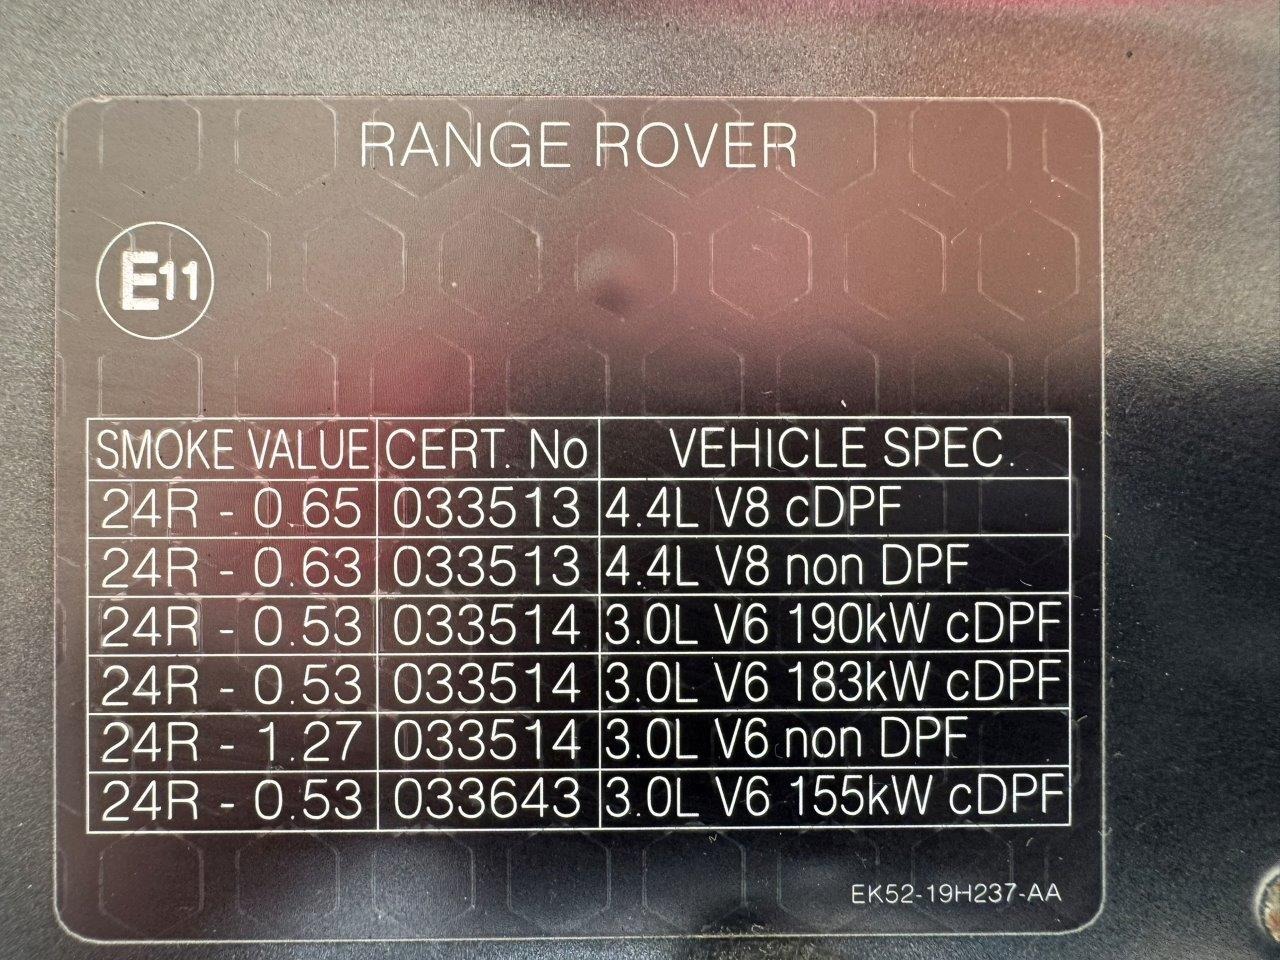 RANGE ROVER
E11
SMOKE VALUE CERT. No VEHICLE SPEC.
24R - 0.65 033513 4.4L V8 cDPF
24R - 0.63 033513 4.4L V8 non DPF
24R - 0.53 033514 3.0L V6 190kW cDPF
24R - 0.53 033514 3.0L V6 183kW cDPF
24R - 1.27 033514 3.0L V6 non DPF
24R - 0.53 033643 3.0L V6 155kW cDPF
EK52-19H237-AA